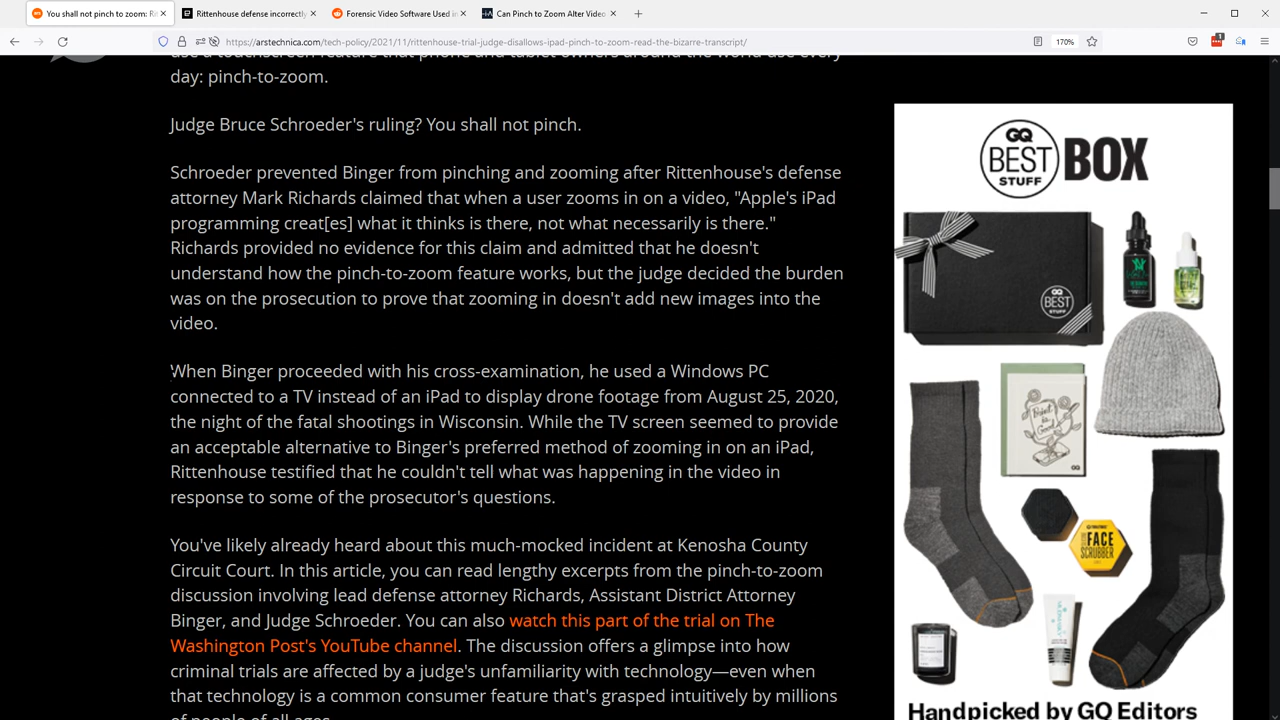 You shall not pinch to zoom: Ri
Rittenhouse defense incorrectly
Forensic Video Software Used in
Can Pinch to Zoom Alter Video
https://arstechnica.com/tech-policy/2021/11/rittenhouse-trial-judge-disallows-ipad-pinch-to-zoom-read-the-bizarre-transcript/
170%
use a touchscreen feature that phone and tablet owners around the world use every
day: pinch-to-zoom.
Judge Bruce Schroeder's ruling? You shall not pinch.
Schroeder prevented Binger from pinching and zooming after Rittenhouse's defense
attorney Mark Richards claimed that when a user zooms in on a video, "Apple's iPad
programming creat[es] what it thinks is there, not what necessarily is there."
Richards provided no evidence for this claim and admitted that he doesn't
understand how the pinch-to-zoom feature works, but the judge decided the burden
was on the prosecution to prove that zooming in doesn't add new images into the
video.
When Binger proceeded with his cross-examination, he used a Windows PC
connected to a TV instead of an iPad to display drone footage from August 25, 2020,
the night of the fatal shootings in Wisconsin. While the TV screen seemed to provide
an acceptable alternative to Binger's preferred method of zooming in on an iPad,
Rittenhouse testified that he couldn't tell what was happening in the video in
response to some of the prosecutor's questions.
You've likely already heard about this much-mocked incident at Kenosha County
Circuit Court. In this article, you can read lengthy excerpts from the pinch-to-zoom
discussion involving lead defense attorney Richards, Assistant District Attorney
Binger, and Judge Schroeder. You can also watch this part of the trial on The
Washington Post's YouTube channel. The discussion offers a glimpse into how
criminal trials are affected by a judge's unfamiliarity with technology—even when
that technology is a common consumer feature that's grasped intuitively by millions
of people of all ages.
GQ
BEST
STUFF
BOX
GQ
BEST
STUFF
GQ
THE
FACE
SCRUBBER
Handpicked by GQ Editors